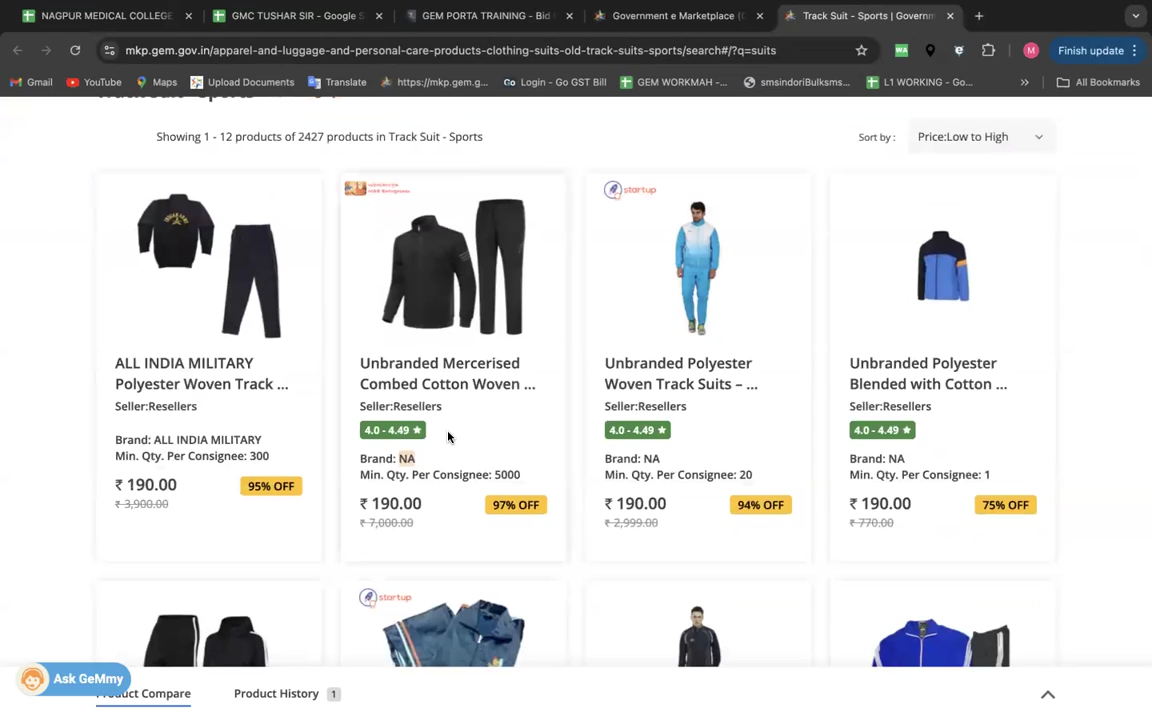 NAGPUR MEDICAL COLLEGE
GMC TUSHAR SIR - Google S
GEM PORTA TRAINING - Bid
Government e Marketplace (
Track Suit - Sports | Governm
mkp.gem.gov.in/apparel-and-luggage-and-personal-care-products-clothing-suits-old-track-suits-sports/search#/?q=suits
WA
M
Finish update
Gmail
YouTube
Maps
Upload Documents
Translate
https://mkp.gem.g...
Go Login - Go GST Bill
GEM WORKMAH -...
smsindoriBulksms...
L1 WORKING - Go...
All Bookmarks
Showing 1 - 12 products of 2427 products in Track Suit - Sports
Sort by :
Price:Low to High
ALL INDIA MILITARY
Polyester Woven Track ...
Seller:Resellers
Brand: ALL INDIA MILITARY
Min. Qty. Per Consignee: 300
₹ 190.00
95% OFF
₹ 3,900.00
Unbranded Mercerised
Combed Cotton Woven ...
Seller:Resellers
4.0 - 4.49 ★
Brand: NA
Min. Qty. Per Consignee: 5000
₹ 190.00
97% OFF
₹ 7,000.00
startup
Unbranded Polyester
Woven Track Suits – ...
Seller:Resellers
4.0 - 4.49 ★
Brand: NA
Min. Qty. Per Consignee: 20
₹ 190.00
94% OFF
₹ 2,999.00
Unbranded Polyester
Blended with Cotton ...
Seller:Resellers
4.0 - 4.49 ★
Brand: NA
Min. Qty. Per Consignee: 1
₹ 190.00
75% OFF
₹ 770.00
startup
Ask GeMmy
Product Compare
Product History 1